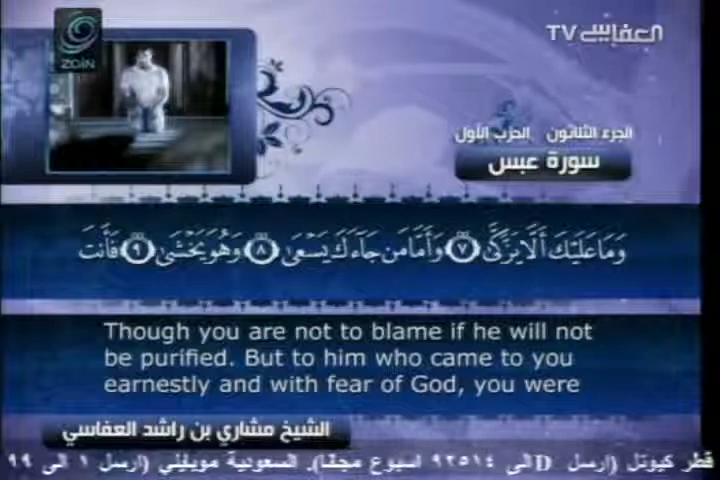 ZAIN
العفاسي TV
الجزء الثلاثون الحزب الأول
سورة عبس
وَمَا عَلَيْكَ أَلَّا يَزَّكَّىٰ ٧ وَأَمَّا مَن جَآءَكَ يَسْعَىٰ ٨ وَهُوَ يَخْشَىٰ ٩ فَأَنتَ
Though you are not to blame if he will not
be purified. But to him who came to you
earnestly and with fear of God, you were
الشيخ مشاري بن راشد العفاسي
قطر كيوتل (ارسل D الى ٩٢٥١٤ اسبوع مجانا). السعودية موبايلي (ارسل ١ الى ٩٩